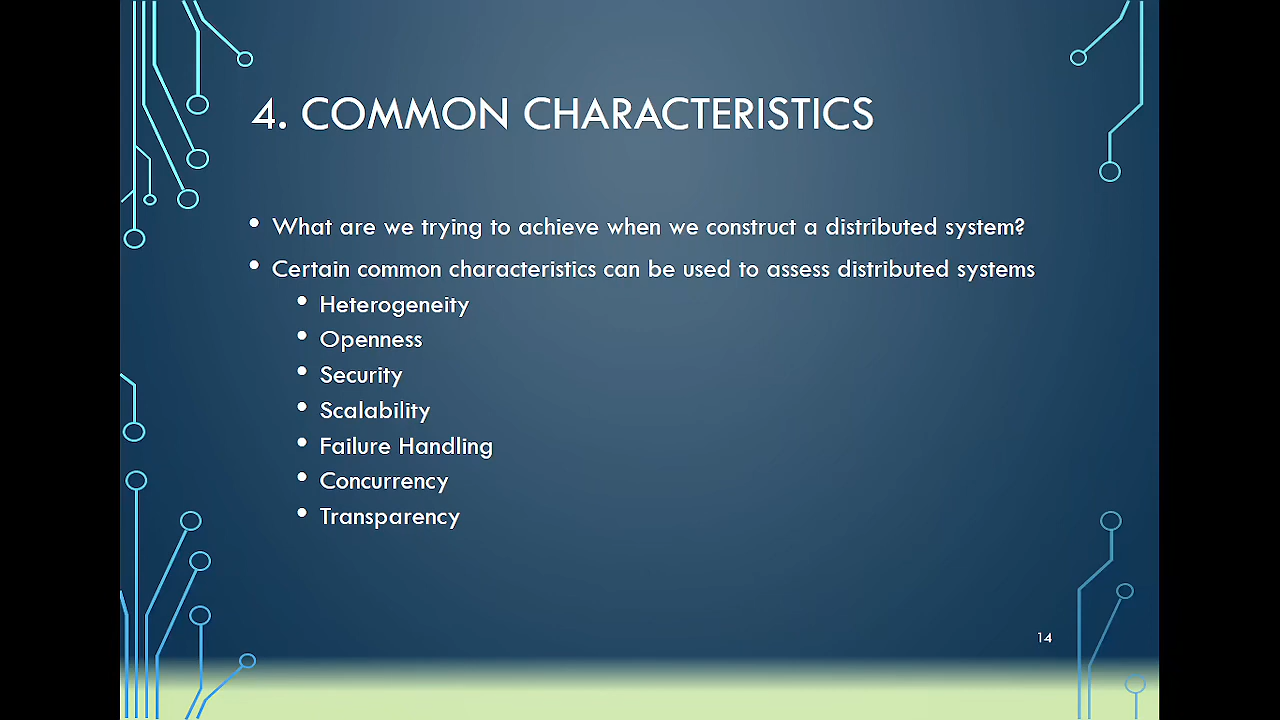 4. COMMON CHARACTERISTICS
• What are we trying to achieve when we construct a distributed system?
• Certain common characteristics can be used to assess distributed systems
• Heterogeneity
• Openness
• Security
• Scalability
• Failure Handling
• Concurrency
• Transparency
14